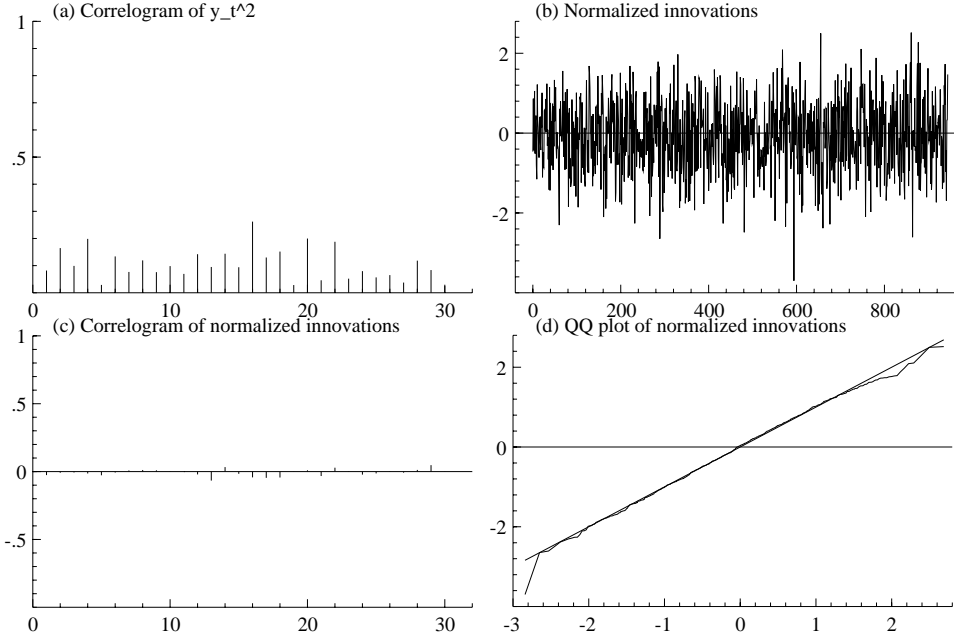 (a) Correlogram of y_t^2
1
.5
0 10 20 30
(b) Normalized innovations
2
0
-2
0 200 400 600 800
(c) Correlogram of normalized innovations
1
.5
0
-.5
0 10 20 30
(d) QQ plot of normalized innovations
2
0
-2
-3 -2 -1 0 1 2